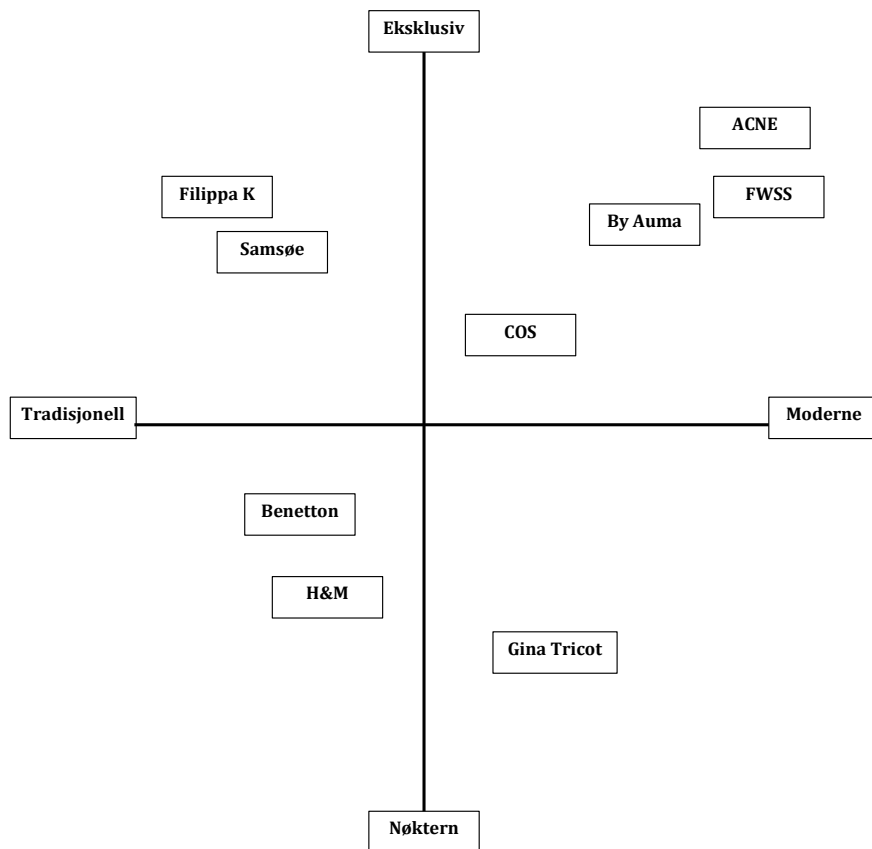 Eksklusiv
ACNE
Filippa K
FWSS
By Auma
Samsøe
COS
Tradisjonell
Moderne
Benetton
H&M
Gina Tricot
Nøktern